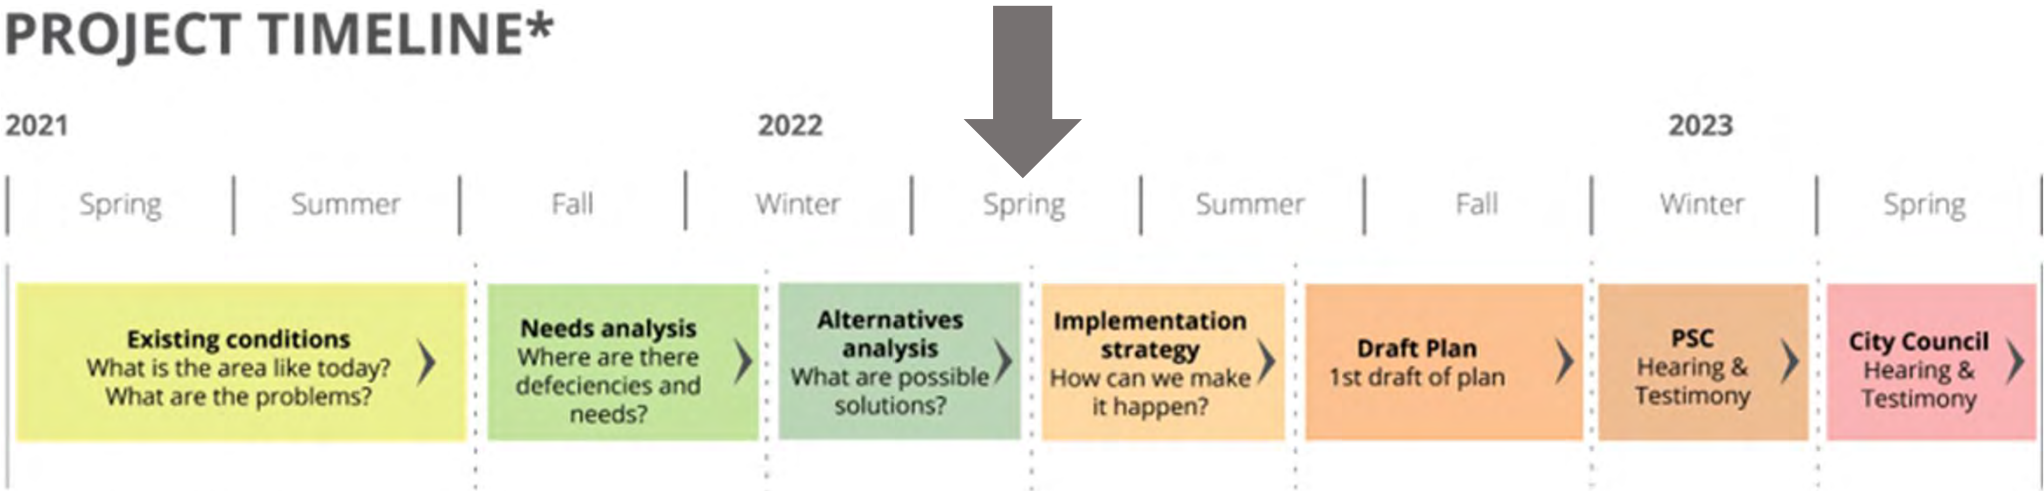 PROJECT TIMELINE*
2021 2022 2023
Spring Summer Fall Winter Spring Summer Fall Winter Spring
Existing conditions
What is the area like today?
What are the problems?
Needs analysis
Where are there
defeciencies and
needs?
Alternatives
analysis
What are possible
solutions?
Implementation
strategy
How can we make
it happen?
Draft Plan
1st draft of plan
PSC
Hearing &
Testimony
City Council
Hearing &
Testimony